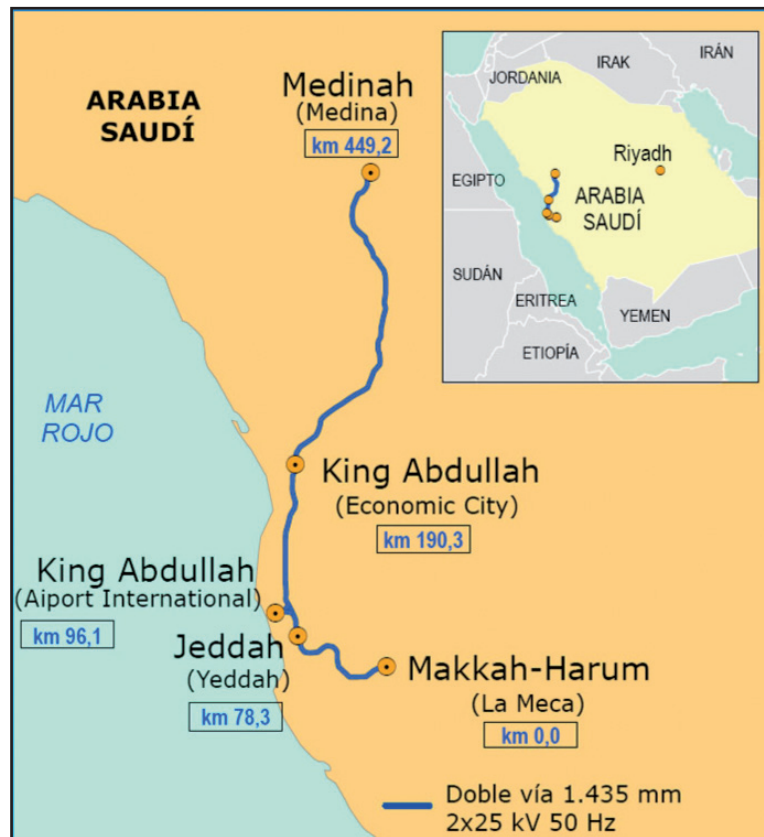 ARABIA
SAUDÍ
Medinah
(Medina)
km 449,2
JORDANIA
IRAK
IRÁN
Riyadh
EGIPTO
ARABIA
SAUDÍ
SUDÁN
ERITREA
YEMEN
ETIOPÍA
MAR
ROJO
King Abdullah
(Economic City)
km 190,3
King Abdullah
(Aiport International)
km 96,1
Jeddah
(Yeddah)
km 78,3
Makkah-Harum
(La Meca)
km 0,0
Doble vía 1.435 mm
2x25 kV 50 Hz